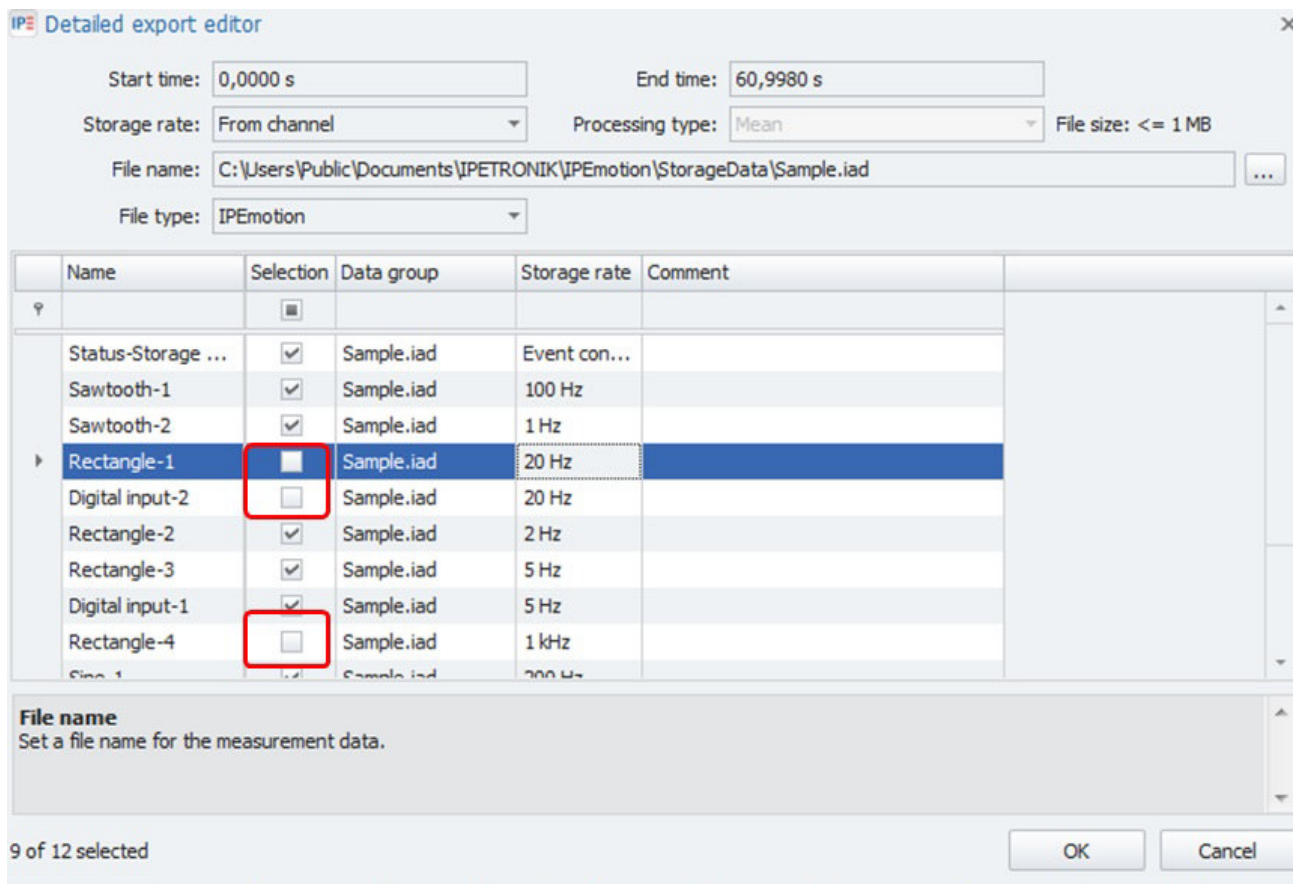 IPE Detailed export editor
Start time: 0,0000 s End time: 60,9980 s
Storage rate: From channel Processing type: Mean File size: <= 1 MB
File name: C:\Users\Public\Documents\IPETRONIK\IPEmotion\StorageData\Sample.iad ...
File type: IPEmotion
Name Selection Data group Storage rate Comment
Status-Storage ... Sample.iad Event con...
Sawtooth-1 Sample.iad 100 Hz
Sawtooth-2 Sample.iad 1 Hz
Rectangle-1 Sample.iad 20 Hz
Digital input-2 Sample.iad 20 Hz
Rectangle-2 Sample.iad 2 Hz
Rectangle-3 Sample.iad 5 Hz
Digital input-1 Sample.iad 5 Hz
Rectangle-4 Sample.iad 1 kHz
Sine-1 Sample.iad 200 Hz
File name
Set a file name for the measurement data.
9 of 12 selected OK Cancel